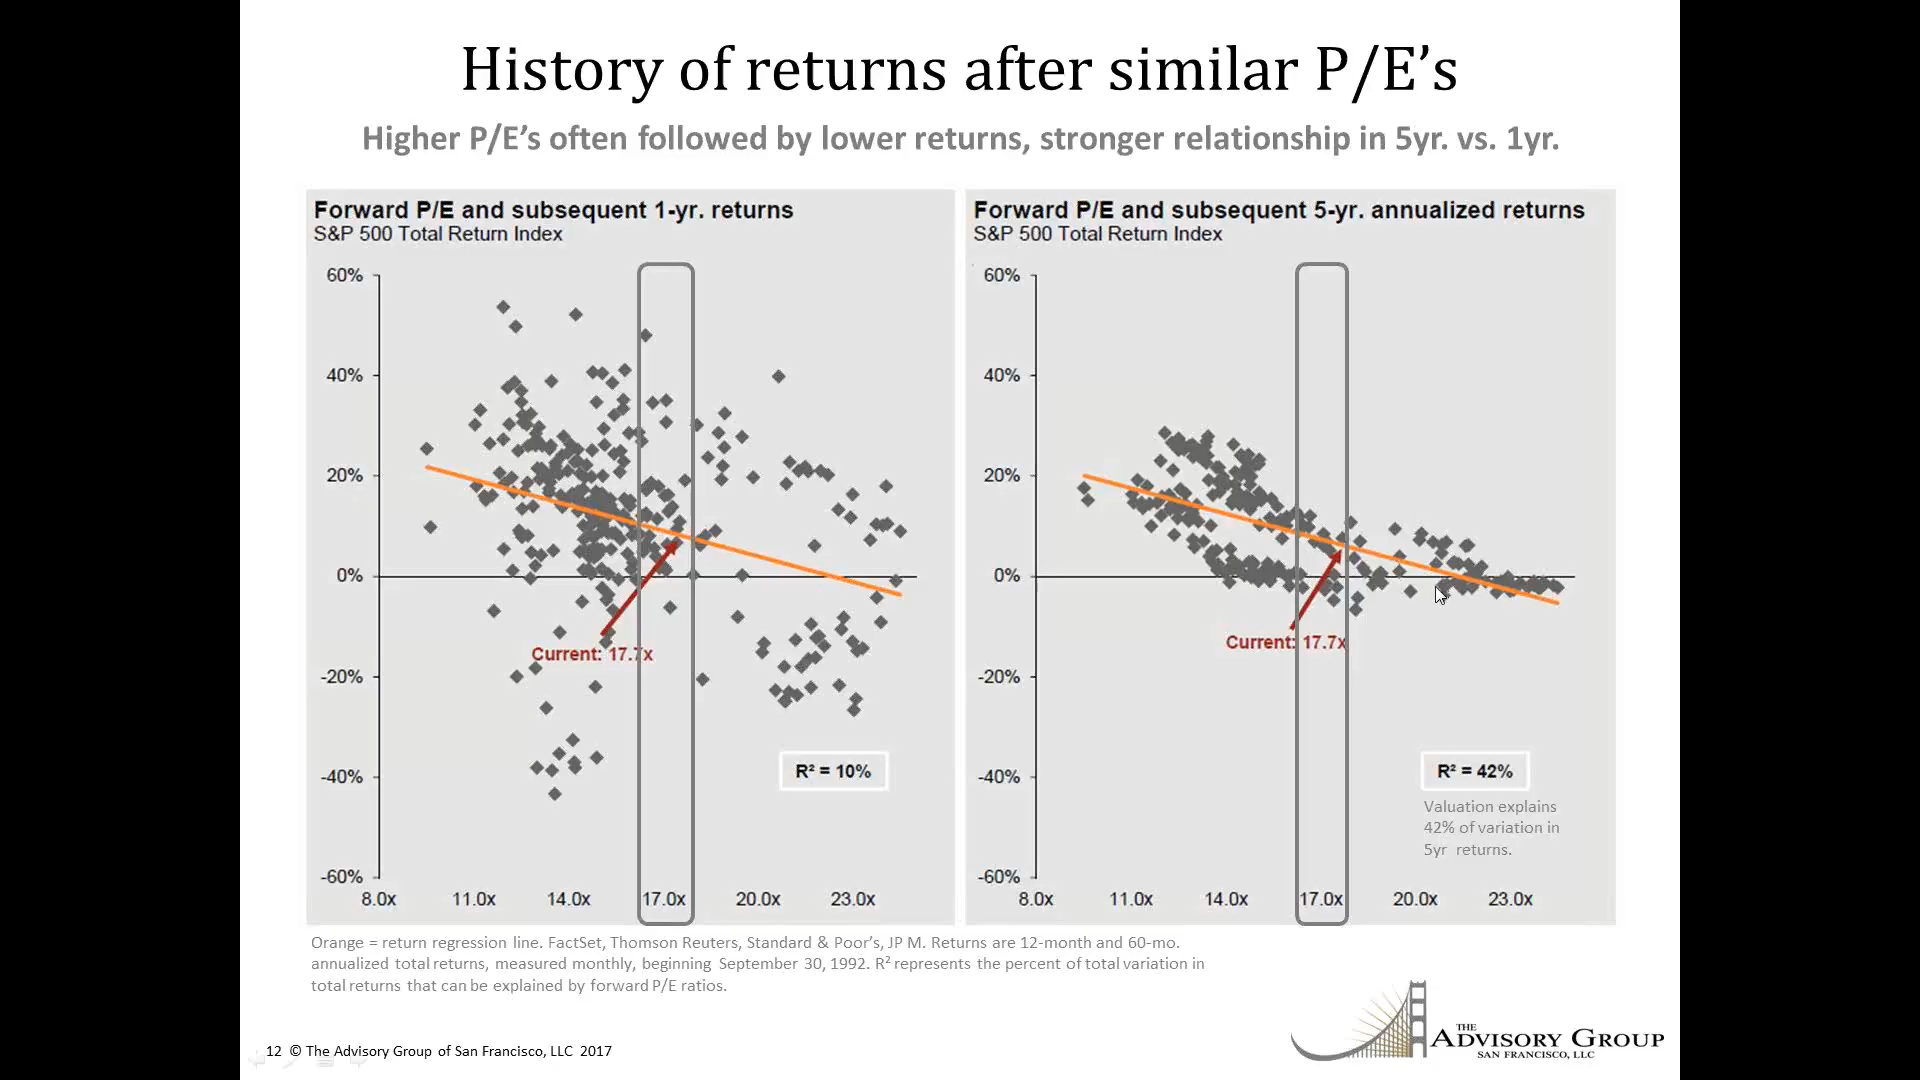 History of returns after similar P/E’s
Higher P/E’s often followed by lower returns, stronger relationship in 5yr. vs. 1yr.
Forward P/E and subsequent 1-yr. returns
S&P 500 Total Return Index
60%
40%
20%
0%
-20%
-40%
-60%
8.0x 11.0x 14.0x 17.0x 20.0x 23.0x
Current: 17.7x
R² = 10%
Forward P/E and subsequent 5-yr. annualized returns
S&P 500 Total Return Index
60%
40%
20%
0%
-20%
-40%
-60%
8.0x 11.0x 14.0x 17.0x 20.0x 23.0x
Current: 17.7x
R² = 42%
Valuation explains
42% of variation in
5yr returns.
Orange = return regression line. FactSet, Thomson Reuters, Standard & Poor’s, JP M. Returns are 12-month and 60-mo.
annualized total returns, measured monthly, beginning September 30, 1992. R² represents the percent of total variation in
total returns that can be explained by forward P/E ratios.
12 © The Advisory Group of San Francisco, LLC 2017
THE ADVISORY GROUP
SAN FRANCISCO, LLC